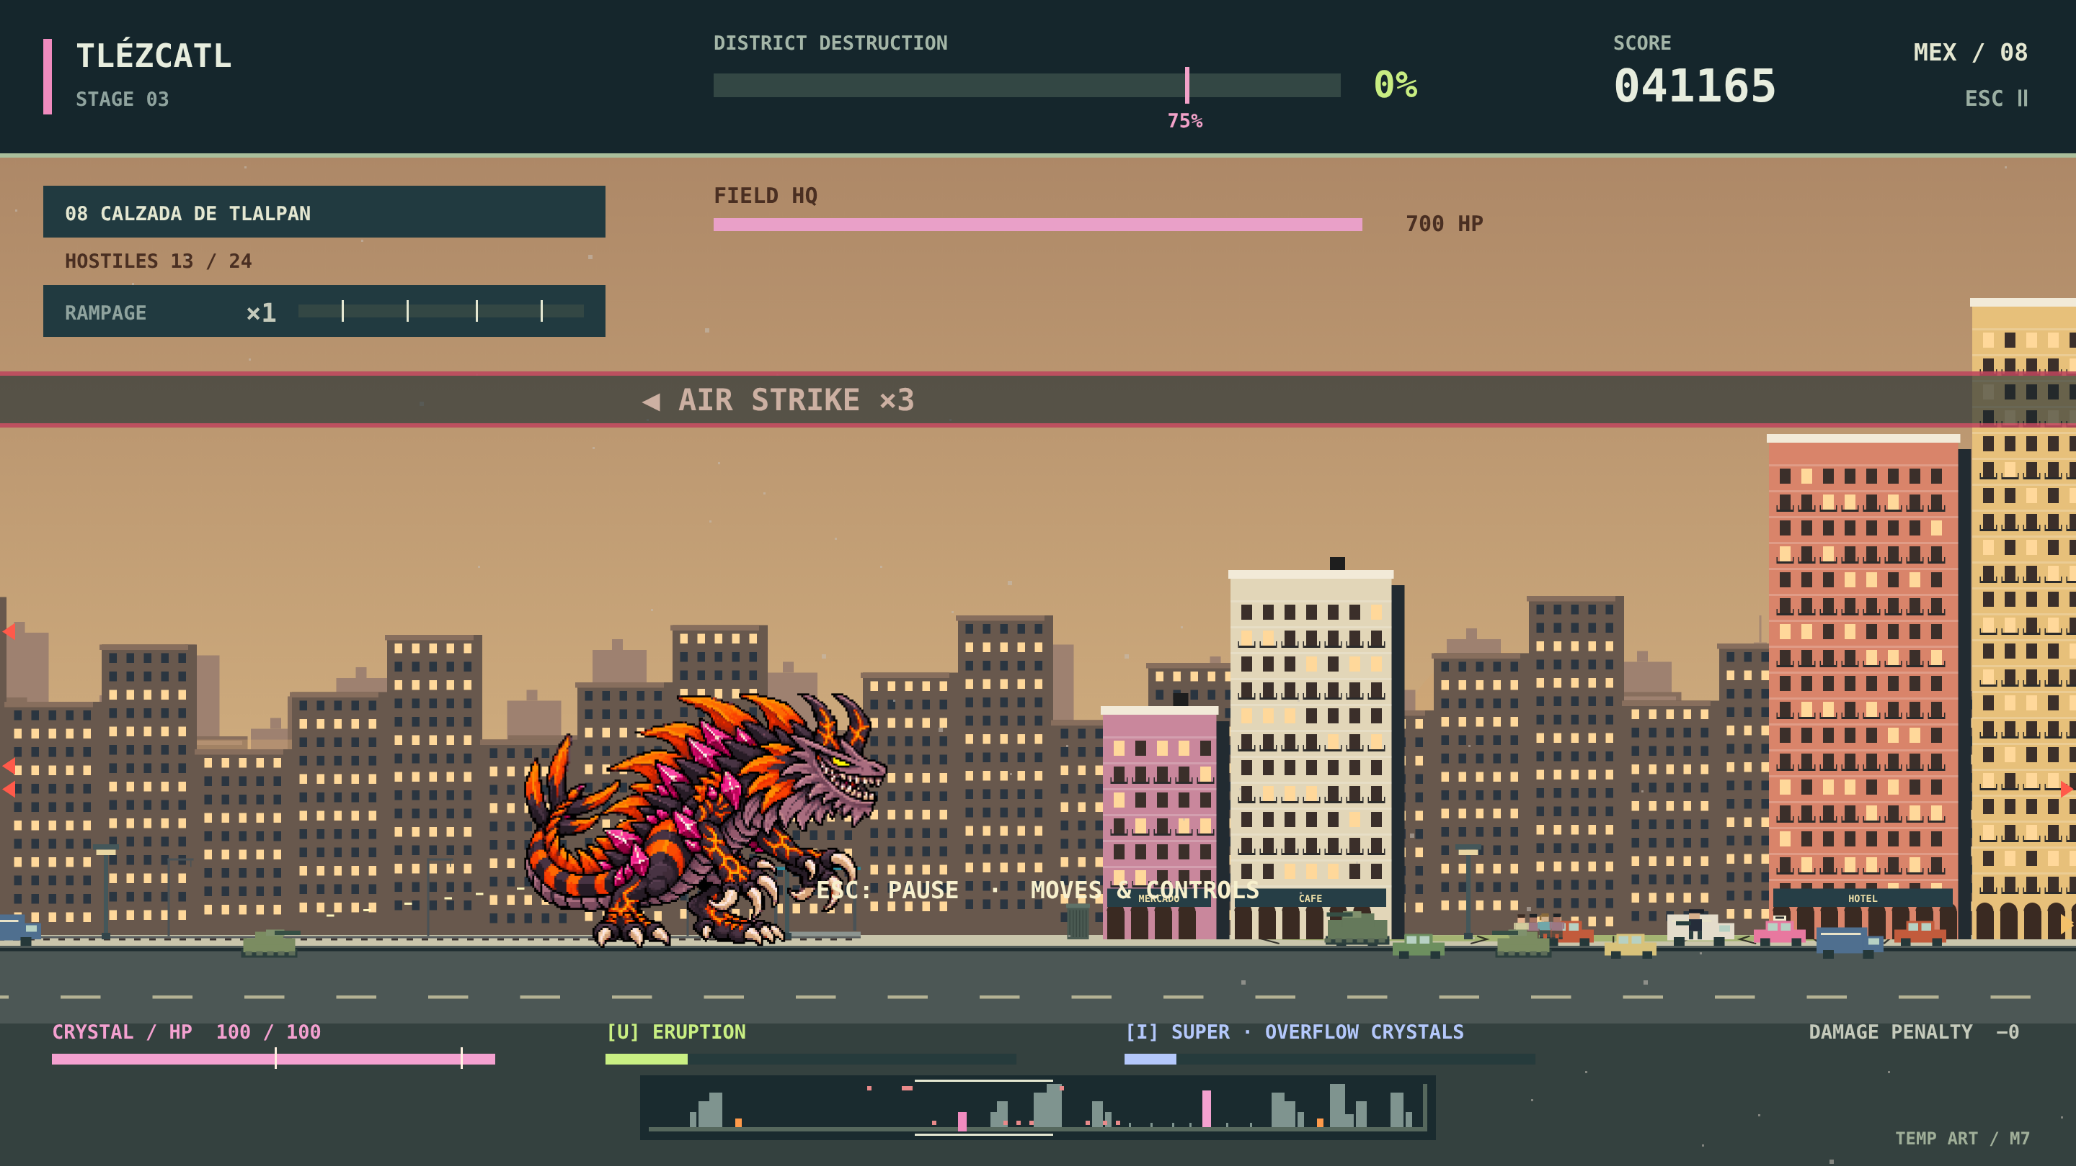 TLÉZCATL
STAGE 03
DISTRICT DESTRUCTION
0%
75%
SCORE
041165
MEX / 08
ESC II
08 CALZADA DE TLALPAN
HOSTILES 13 / 24
RAMPAGE ×1
FIELD HQ
700 HP
◀ AIR STRIKE ×3
ESC: PAUSE · MOVES & CONTROLS
MERCADO
CAFE
HOTEL
CRYSTAL / HP 100 / 100
[U] ERUPTION
[I] SUPER · OVERFLOW CRYSTALS
DAMAGE PENALTY −0
TEMP ART / M7